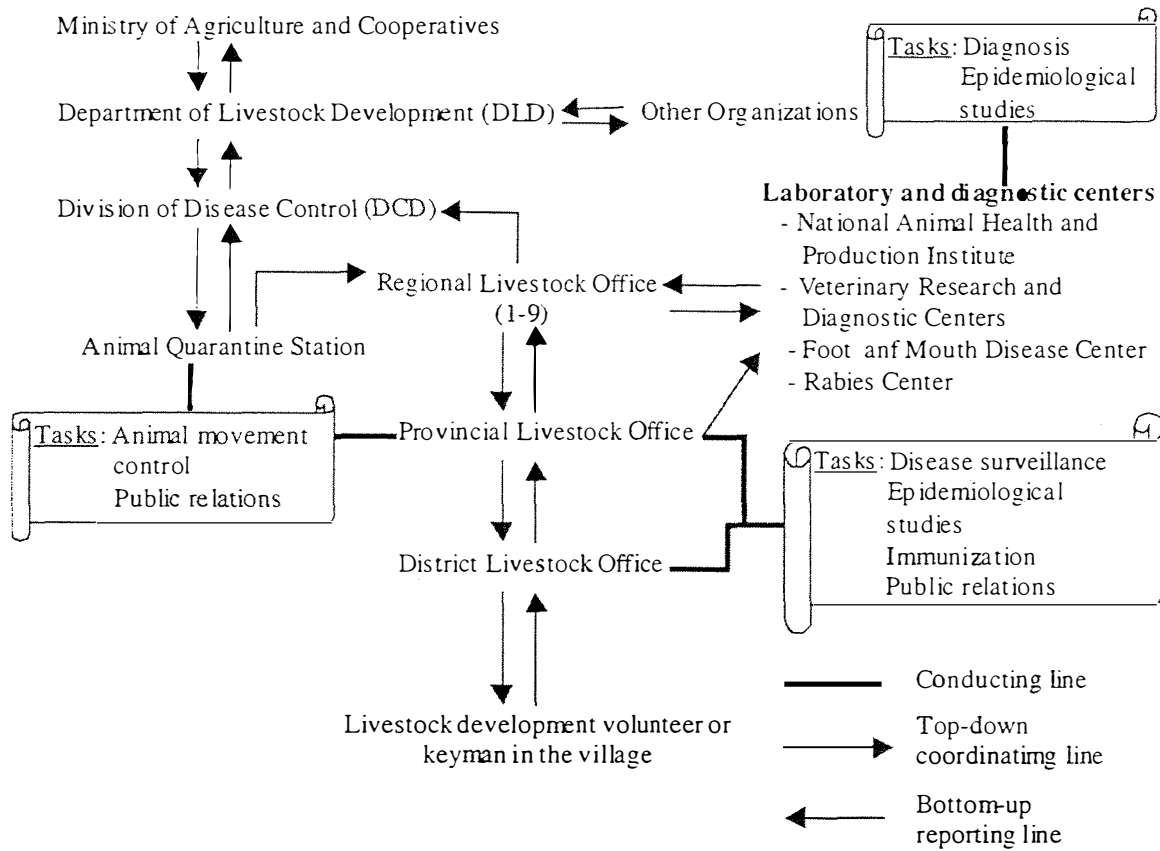 Ministry of Agriculture and Cooperatives
Tasks: Diagnosis
Epidemiological
studies
Department of Livestock Development (DLD)
Other Organizations
Laboratory and diagnostic centers
- National Animal Health and
Production Institute
- Veterinary Research and
Diagnostic Centers
- Foot anf Mouth Disease Center
- Rabies Center
Division of Disease Control (DCD)
Regional Livestock Office
(1-9)
Animal Quarantine Station
Tasks: Animal movement
control
Public relations
Provincial Livestock Office
Tasks: Disease surveillance
Epidemiological
studies
Immunization
Public relations
District Livestock Office
Livestock development volunteer or
keyman in the village
Conducting line
Top-down
coordinatimg line
Bottom-up
reporting line